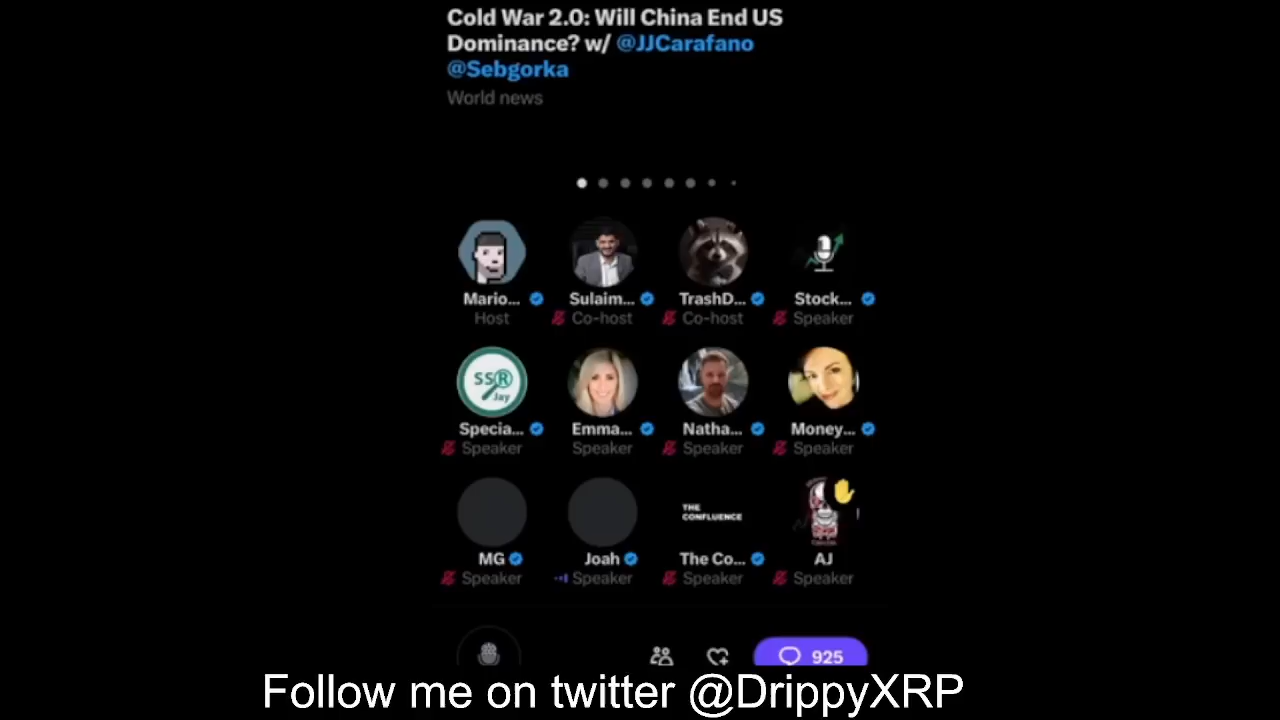 Cold War 2.0: Will China End US
Dominance? w/ @JJCarafano
@Sebgorka
World news
Mario... Sulaim... TrashD... Stock...
Host Co-host Co-host Speaker
SSR
Jay
Specia... Emma... Natha... Money...
Speaker Speaker Speaker Speaker
THE
CONFLUENCE
MG Joah The Co... AJ
Speaker Speaker Speaker Speaker
925
Follow me on twitter @DrippyXRP